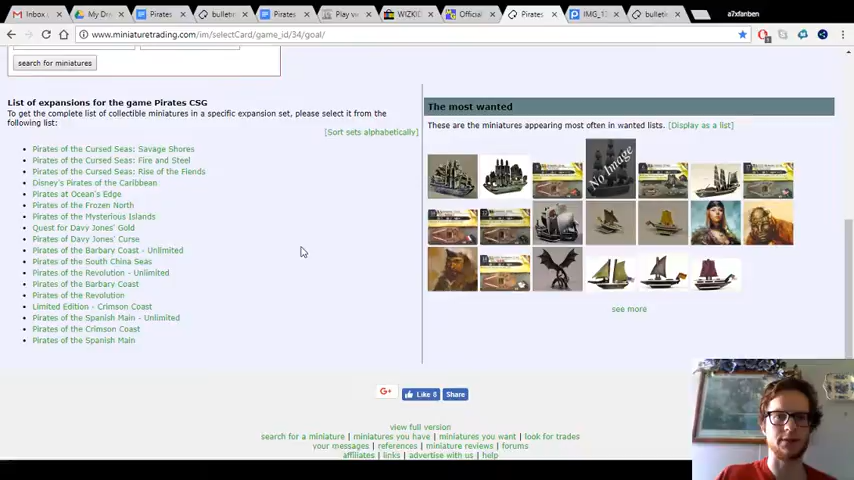 Inbox
My Driv
Pirates
bulletin
Pirates
Play v
WIZKID
Official
Pirates
IMG_13
bulletin
a7xfanben
www.miniaturetrading.com/im/selectCard/game_id/34/goal/
search for miniatures
List of expansions for the game Pirates CSG
To get the complete list of collectible miniatures in a specific expansion set, please select it from the
following list:
[Sort sets alphabetically]
Pirates of the Cursed Seas: Savage Shores
Pirates of the Cursed Seas: Fire and Steel
Pirates of the Cursed Seas: Rise of the Fiends
Disney's Pirates of the Caribbean
Pirates at Ocean's Edge
Pirates of the Frozen North
Pirates of the Mysterious Islands
Quest for Davy Jones' Gold
Pirates of Davy Jones' Curse
Pirates of the Barbary Coast - Unlimited
Pirates of the South China Seas
Pirates of the Revolution - Unlimited
Pirates of the Barbary Coast
Pirates of the Revolution
Limited Edition - Crimson Coast
Pirates of the Spanish Main - Unlimited
Pirates of the Crimson Coast
Pirates of the Spanish Main
The most wanted
These are the miniatures appearing most often in wanted lists. [Display as a list]
No Image
see more
G+
Like 8
Share
view full version
search for a miniature | miniatures you have | miniatures you want | look for trades
your messages | references | miniature reviews | forums
affiliates | links | advertise with us | help